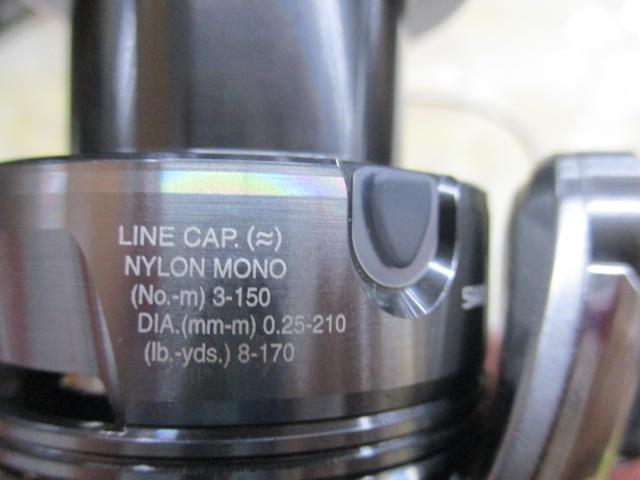 LINE CAP. (≈)
NYLON MONO
(No.-m) 3-150
DIA.(mm-m) 0.25-210
(lb.-yds.) 8-170